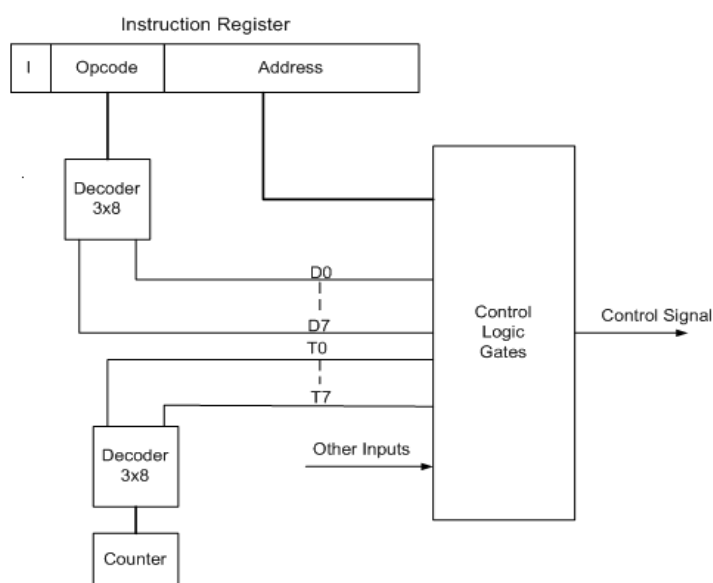 Instruction Register
I Opcode Address
Decoder
3x8
D0
D7
T0
T7
Control
Logic
Gates
Control Signal
Other Inputs
Decoder
3x8
Counter